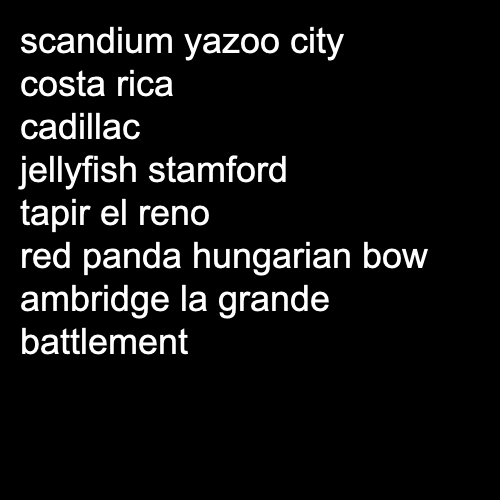 scandium yazoo city
costa rica
cadillac
jellyfish stamford
tapir el reno
red panda hungarian bow
ambridge la grande
battlement